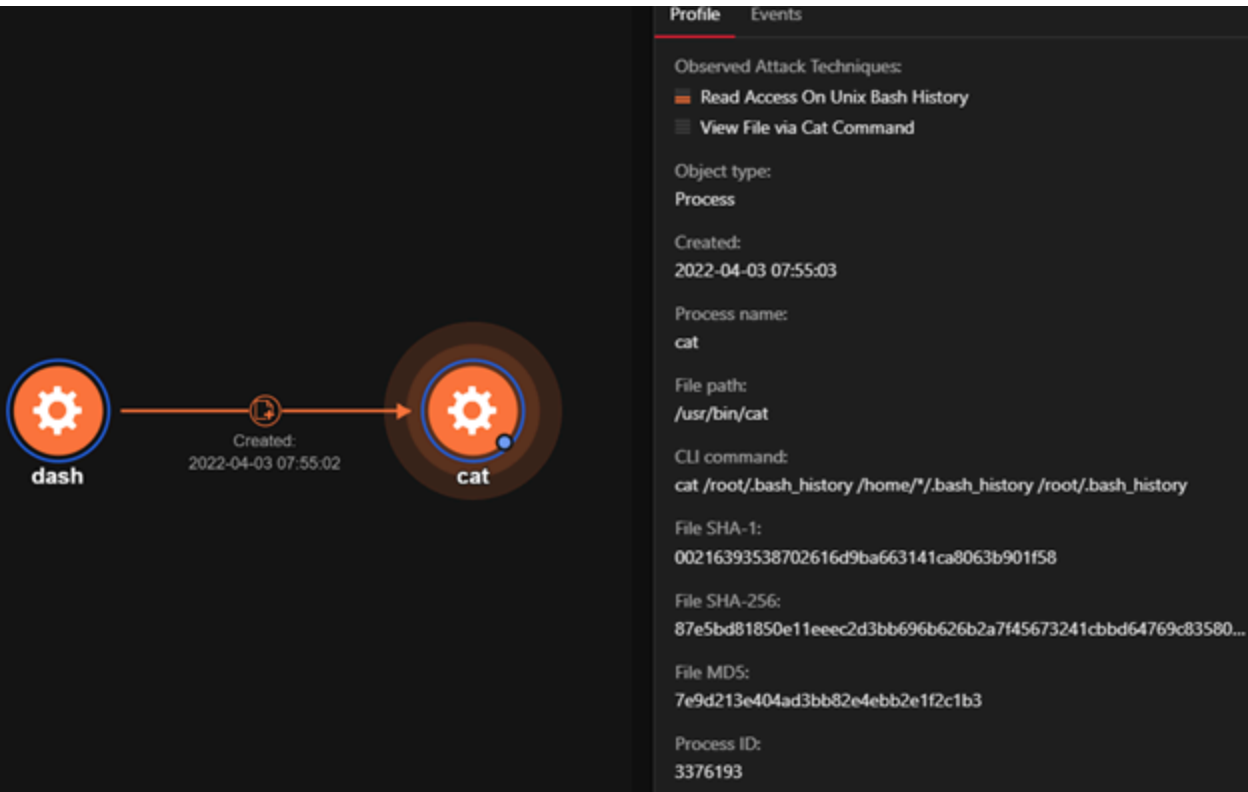 dash
Created:
2022-04-03 07:55:02
cat
Profile Events
Observed Attack Techniques:
Read Access On Unix Bash History
View File via Cat Command
Object type:
Process
Created:
2022-04-03 07:55:03
Process name:
cat
File path:
/usr/bin/cat
CLI command:
cat /root/.bash_history /home/*/.bash_history /root/.bash_history
File SHA-1:
00216393538702616d9ba663141ca8063b901f58
File SHA-256:
87e5bd81850e11eeec2d3bb696b626b2a7f45673241cbbd64769c83580...
File MD5:
7e9d213e404ad3bb82e4ebb2e1f2c1b3
Process ID:
3376193